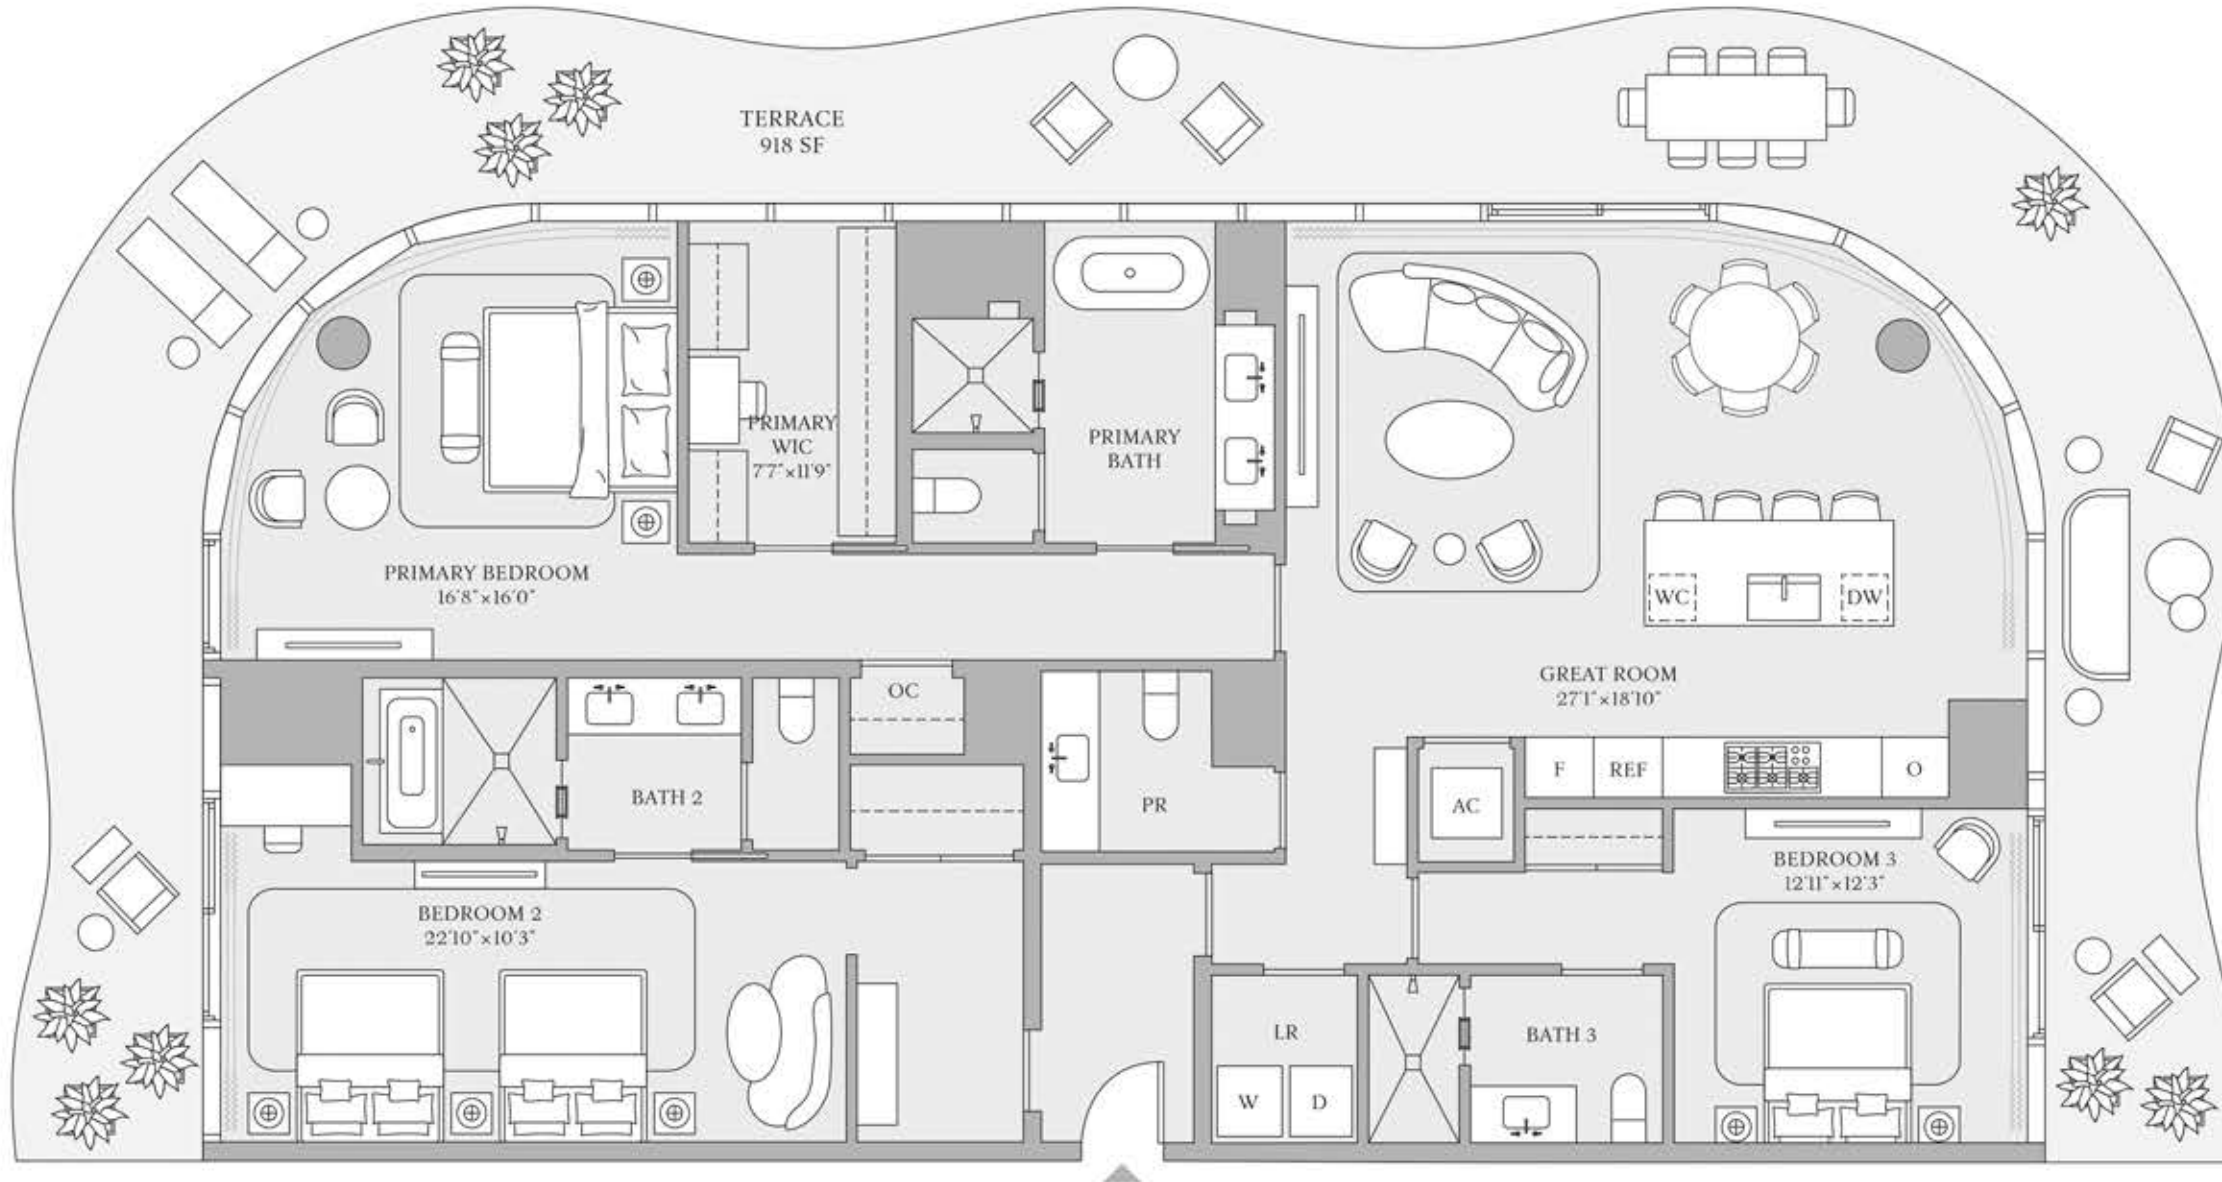 TERRACE
918 SF
PRIMARY
WIC
7'7"×11'9"
PRIMARY
BATH
PRIMARY BEDROOM
16'8"×16'0"
WC
DW
GREAT ROOM
27'1"×18'10"
OC
BATH 2
PR
AC
F
REF
O
BEDROOM 3
12'11"×12'3"
BEDROOM 2
22'10"×10'3"
LR
W
D
BATH 3